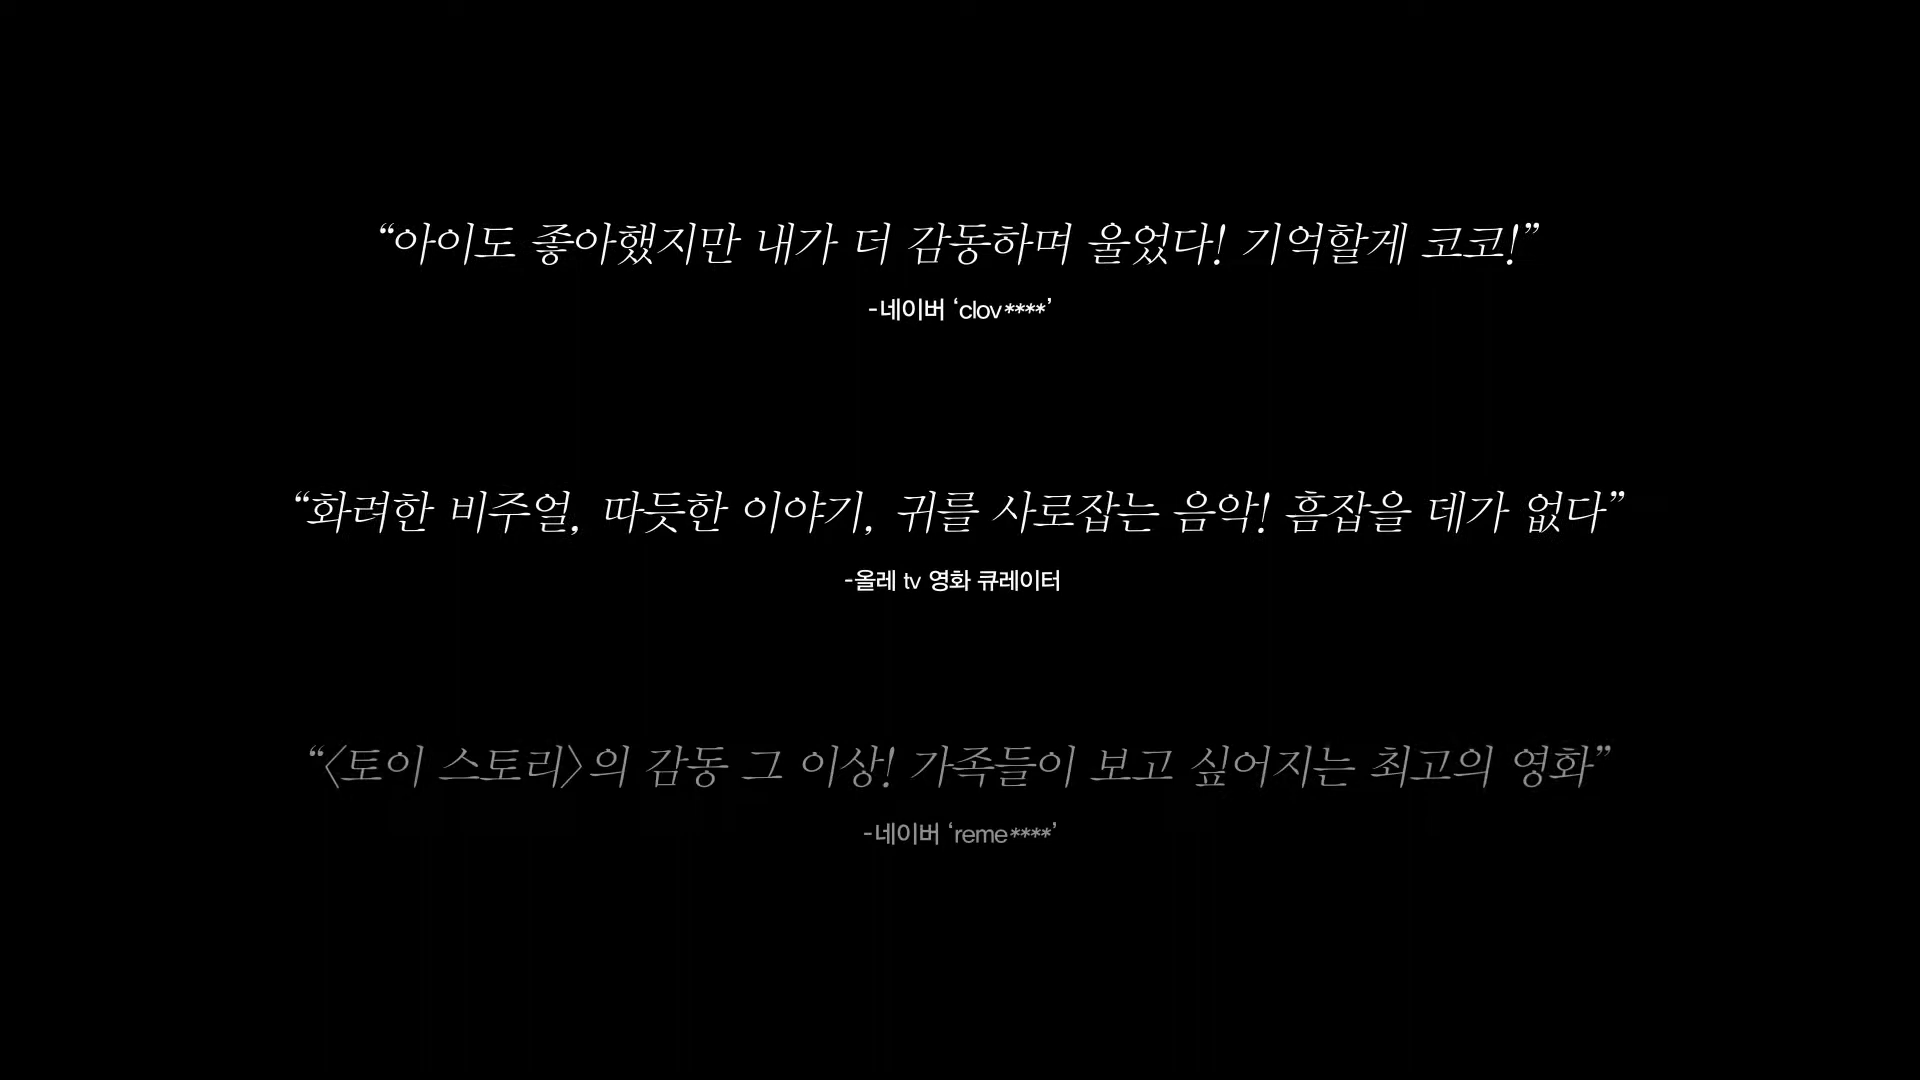 “아이도 좋아했지만 내가 더 감동하며 울었다! 기억할게 코코!”
-네이버 ‘clov****’
“화려한 비주얼, 따듯한 이야기, 귀를 사로잡는 음악! 흠잡을 데가 없다”
-올레 tv 영화 큐레이터
“〈토이 스토리〉의 감동 그 이상! 가족들이 보고 싶어지는 최고의 영화”
-네이버 ‘reme****’